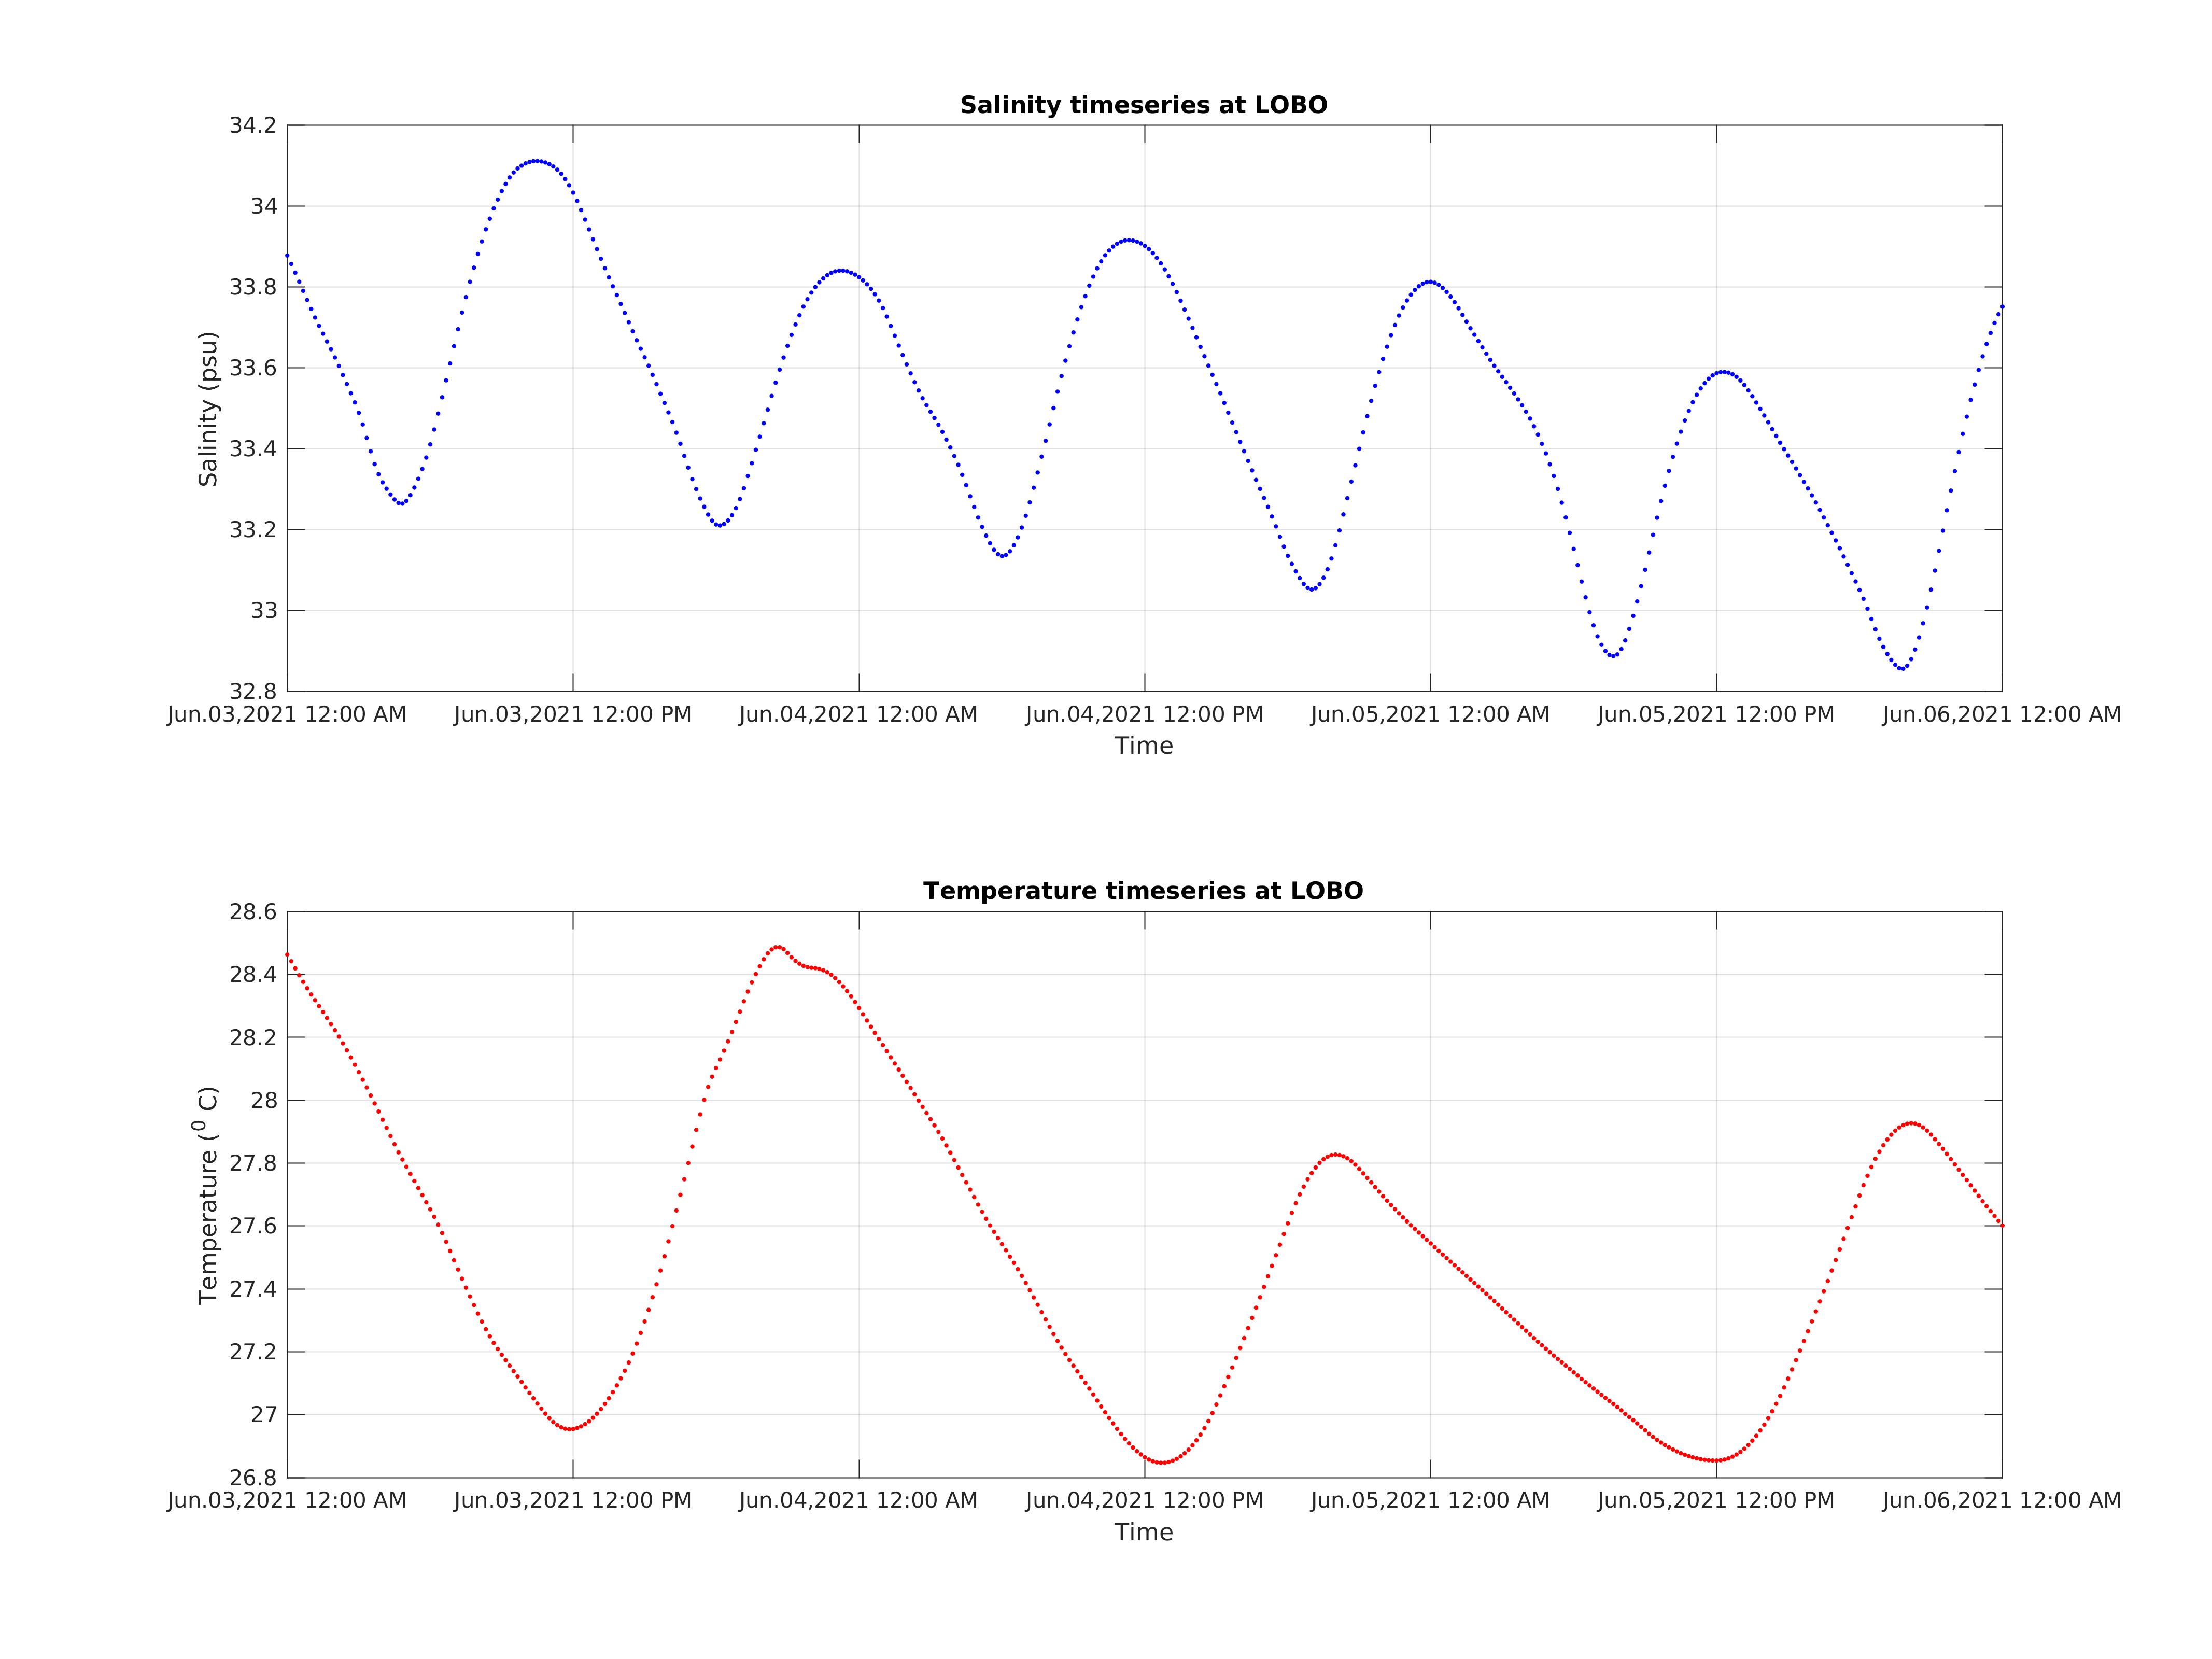 Salinity timeseries at LOBO
34.2
34
33.8
33.6
33.4
33.2
33
32.8
Salinity (psu)
Jun.03,2021 12:00 AM Jun.03,2021 12:00 PM Jun.04,2021 12:00 AM Jun.04,2021 12:00 PM Jun.05,2021 12:00 AM Jun.05,2021 12:00 PM Jun.06,2021 12:00 AM
Time
Temperature timeseries at LOBO
28.6
28.4
28.2
28
27.8
27.6
27.4
27.2
27
26.8
Temperature (⁰ C)
Jun.03,2021 12:00 AM Jun.03,2021 12:00 PM Jun.04,2021 12:00 AM Jun.04,2021 12:00 PM Jun.05,2021 12:00 AM Jun.05,2021 12:00 PM Jun.06,2021 12:00 AM
Time